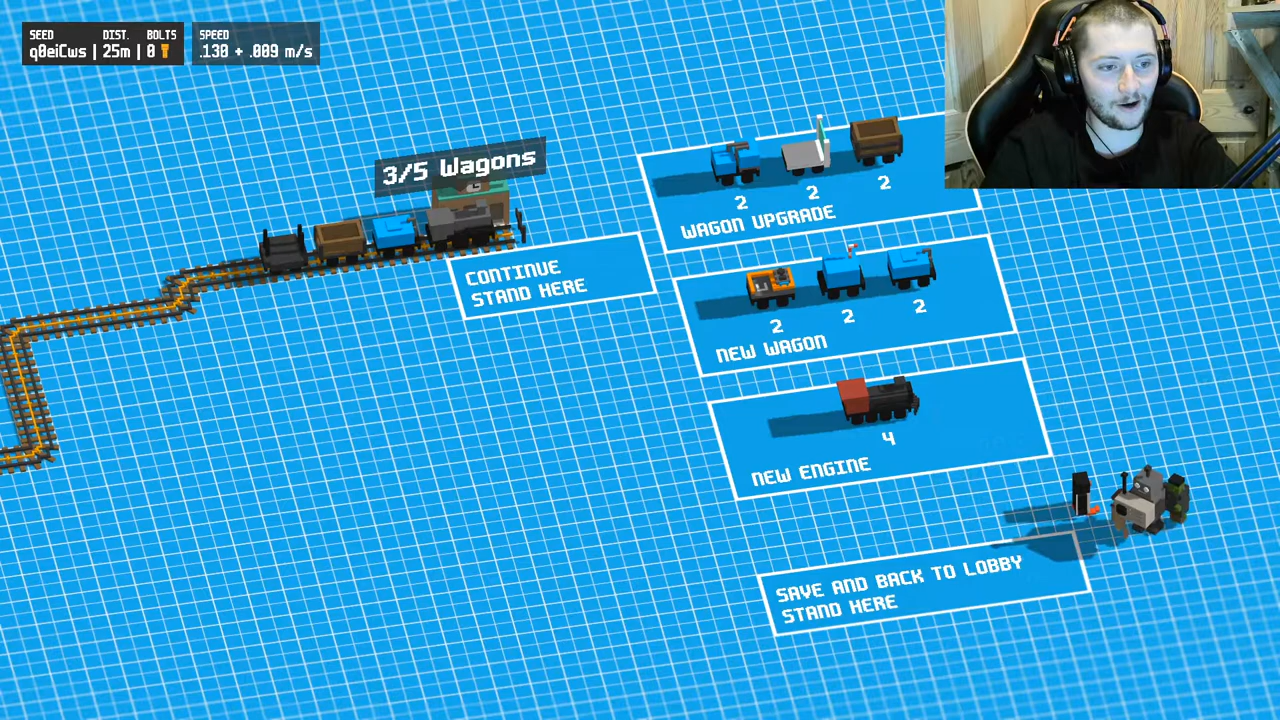 SEED DIST. BOLTS
q0eiCws | 25m | 0
SPEED
.130 + .009 m/s
3/5 Wagons
CONTINUE
STAND HERE
2 2 2
WAGON UPGRADE
2 2 2
NEW WAGON
4
NEW ENGINE
SAVE AND BACK TO LOBBY
STAND HERE